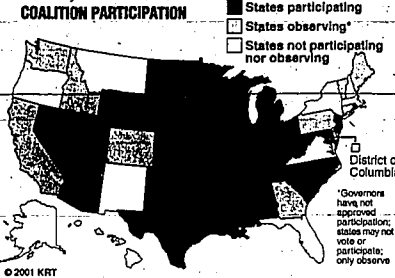 COALITION PARTICIPATION
States participating
States observing*
States not participating
nor observing
District o
Columbia
*Governors
have not
approved
participation;
states may not
vote or
participate;
only observe
© 2001 KRT